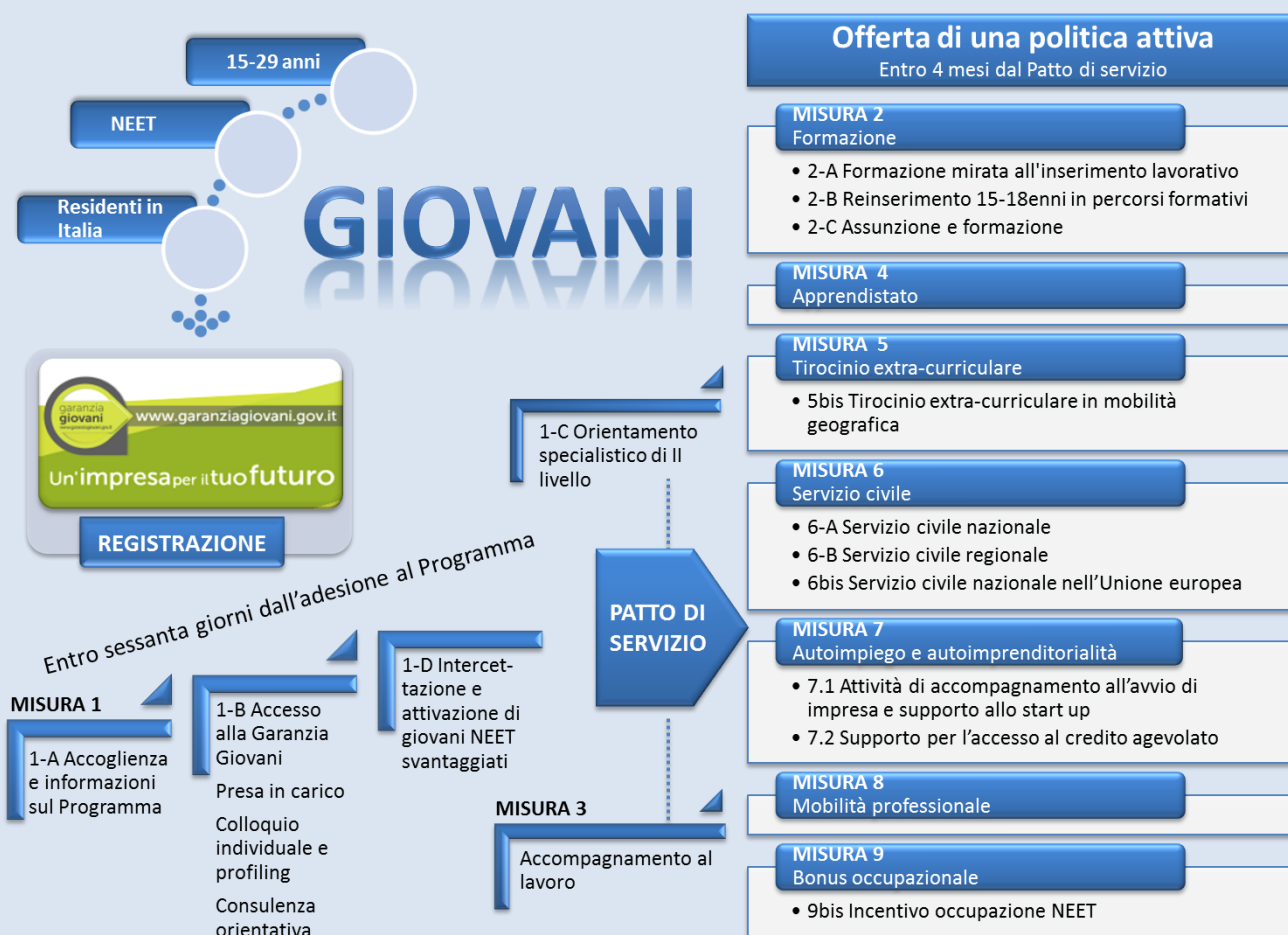 15-29 anni
NEET
Residenti in
Italia
GIOVANI
garanzia
giovani
www.garanziagiovani.gov.it
Un'impresa per il tuo futuro
REGISTRAZIONE
Entro sessanta giorni dall’adesione al Programma
MISURA 1
1-A Accoglienza
e informazioni
sul Programma
1-B Accesso
alla Garanzia
Giovani
Presa in carico
Colloquio
individuale e
profiling
Consulenza
orientativa
1-D Intercet-
tazione e
attivazione di
giovani NEET
svantaggiati
1-C Orientamento
specialistico di II
livello
PATTO DI
SERVIZIO
MISURA 3
Accompagnamento al
lavoro
Offerta di una politica attiva
Entro 4 mesi dal Patto di servizio
MISURA 2
Formazione
• 2-A Formazione mirata all'inserimento lavorativo
• 2-B Reinserimento 15-18enni in percorsi formativi
• 2-C Assunzione e formazione
MISURA 4
Apprendistato
MISURA 5
Tirocinio extra-curriculare
• 5bis Tirocinio extra-curriculare in mobilità
geografica
MISURA 6
Servizio civile
• 6-A Servizio civile nazionale
• 6-B Servizio civile regionale
• 6bis Servizio civile nazionale nell’Unione europea
MISURA 7
Autoimpiego e autoimprenditorialità
• 7.1 Attività di accompagnamento all’avvio di
impresa e supporto allo start up
• 7.2 Supporto per l’accesso al credito agevolato
MISURA 8
Mobilità professionale
MISURA 9
Bonus occupazionale
• 9bis Incentivo occupazione NEET